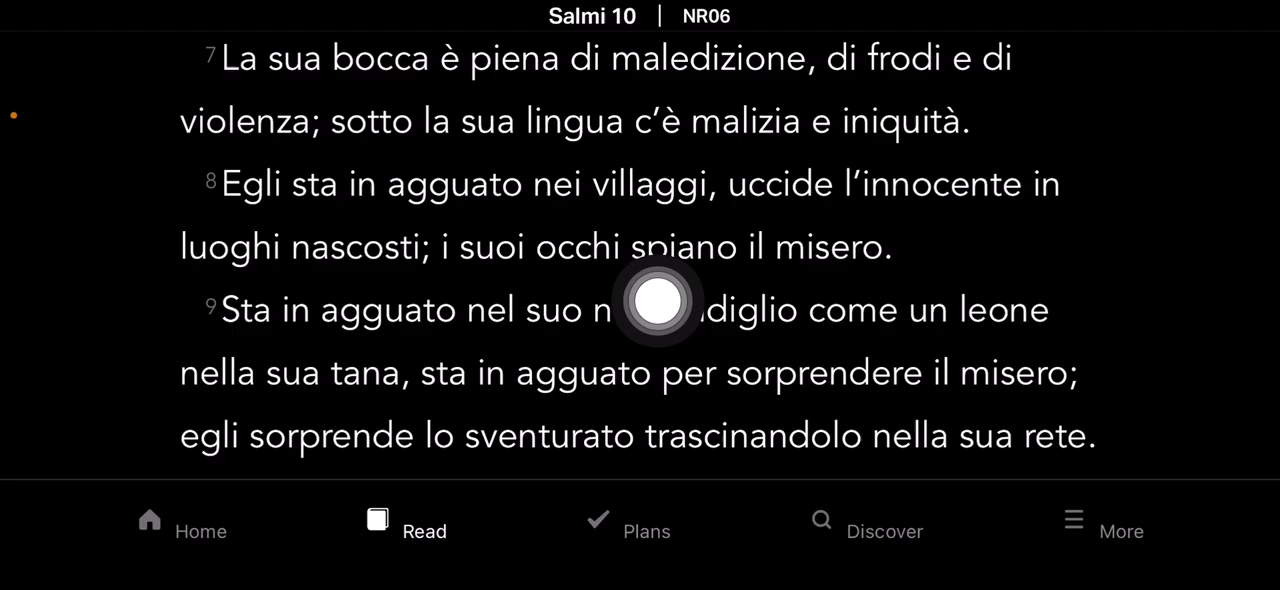 Salmi 10 | NR06
7 La sua bocca è piena di maledizione, di frodi e di
violenza; sotto la sua lingua c’è malizia e iniquità.
8 Egli sta in agguato nei villaggi, uccide l’innocente in
luoghi nascosti; i suoi occhi spiano il misero.
9 Sta in agguato nel suo come un leone
nella sua tana, sta in agguato per sorprendere il misero;
egli sorprende lo sventurato trascinandolo nella sua rete.
Home Read Plans Discover More